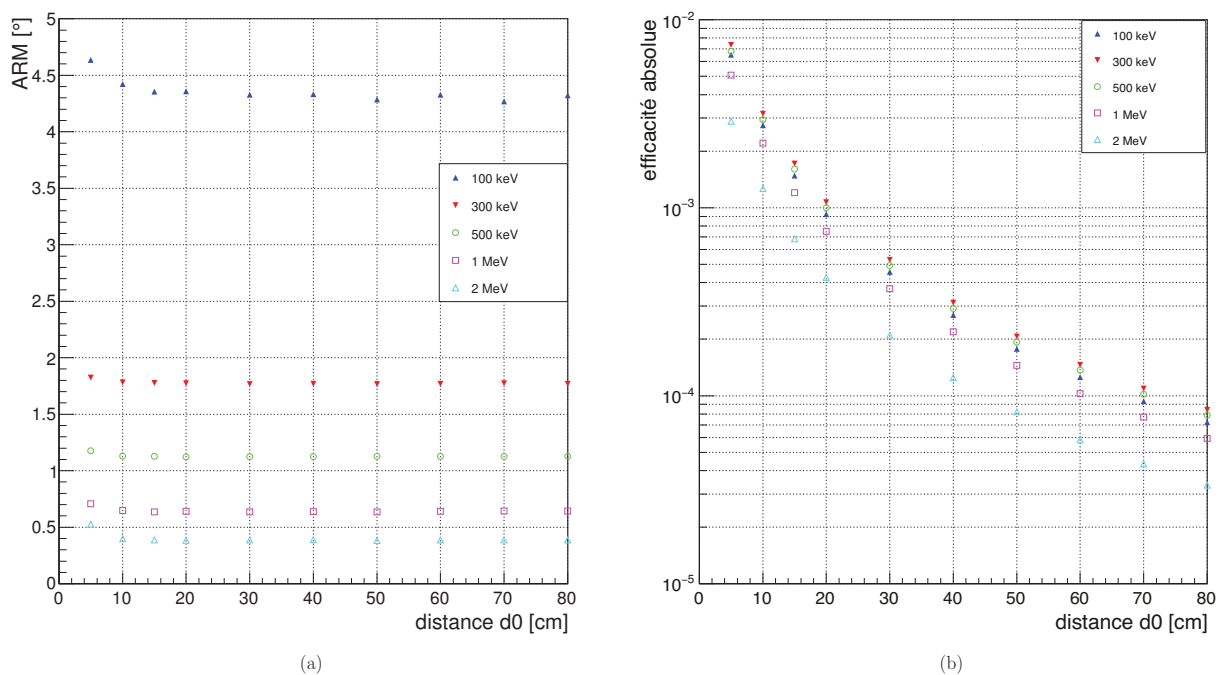 ARM [°]
5
4.5
4
3.5
3
2.5
2
1.5
1
0.5
0
0 10 20 30 40 50 60 70 80
distance d0 [cm]
100 keV
300 keV
500 keV
1 MeV
2 MeV
(a)
efficacité absolue
10⁻²
10⁻³
10⁻⁴
10⁻⁵
0 10 20 30 40 50 60 70 80
distance d0 [cm]
100 keV
300 keV
500 keV
1 MeV
2 MeV
(b)